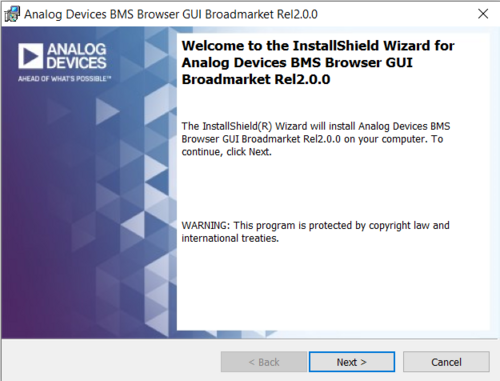 Analog Devices BMS Browser GUI Broadmarket Rel2.0.0
ANALOG
DEVICES
AHEAD OF WHAT'S POSSIBLE™
Welcome to the InstallShield Wizard for
Analog Devices BMS Browser GUI
Broadmarket Rel2.0.0
The InstallShield(R) Wizard will install Analog Devices BMS
Browser GUI Broadmarket Rel2.0.0 on your computer. To
continue, click Next.
WARNING: This program is protected by copyright law and
international treaties.
< Back
Next >
Cancel